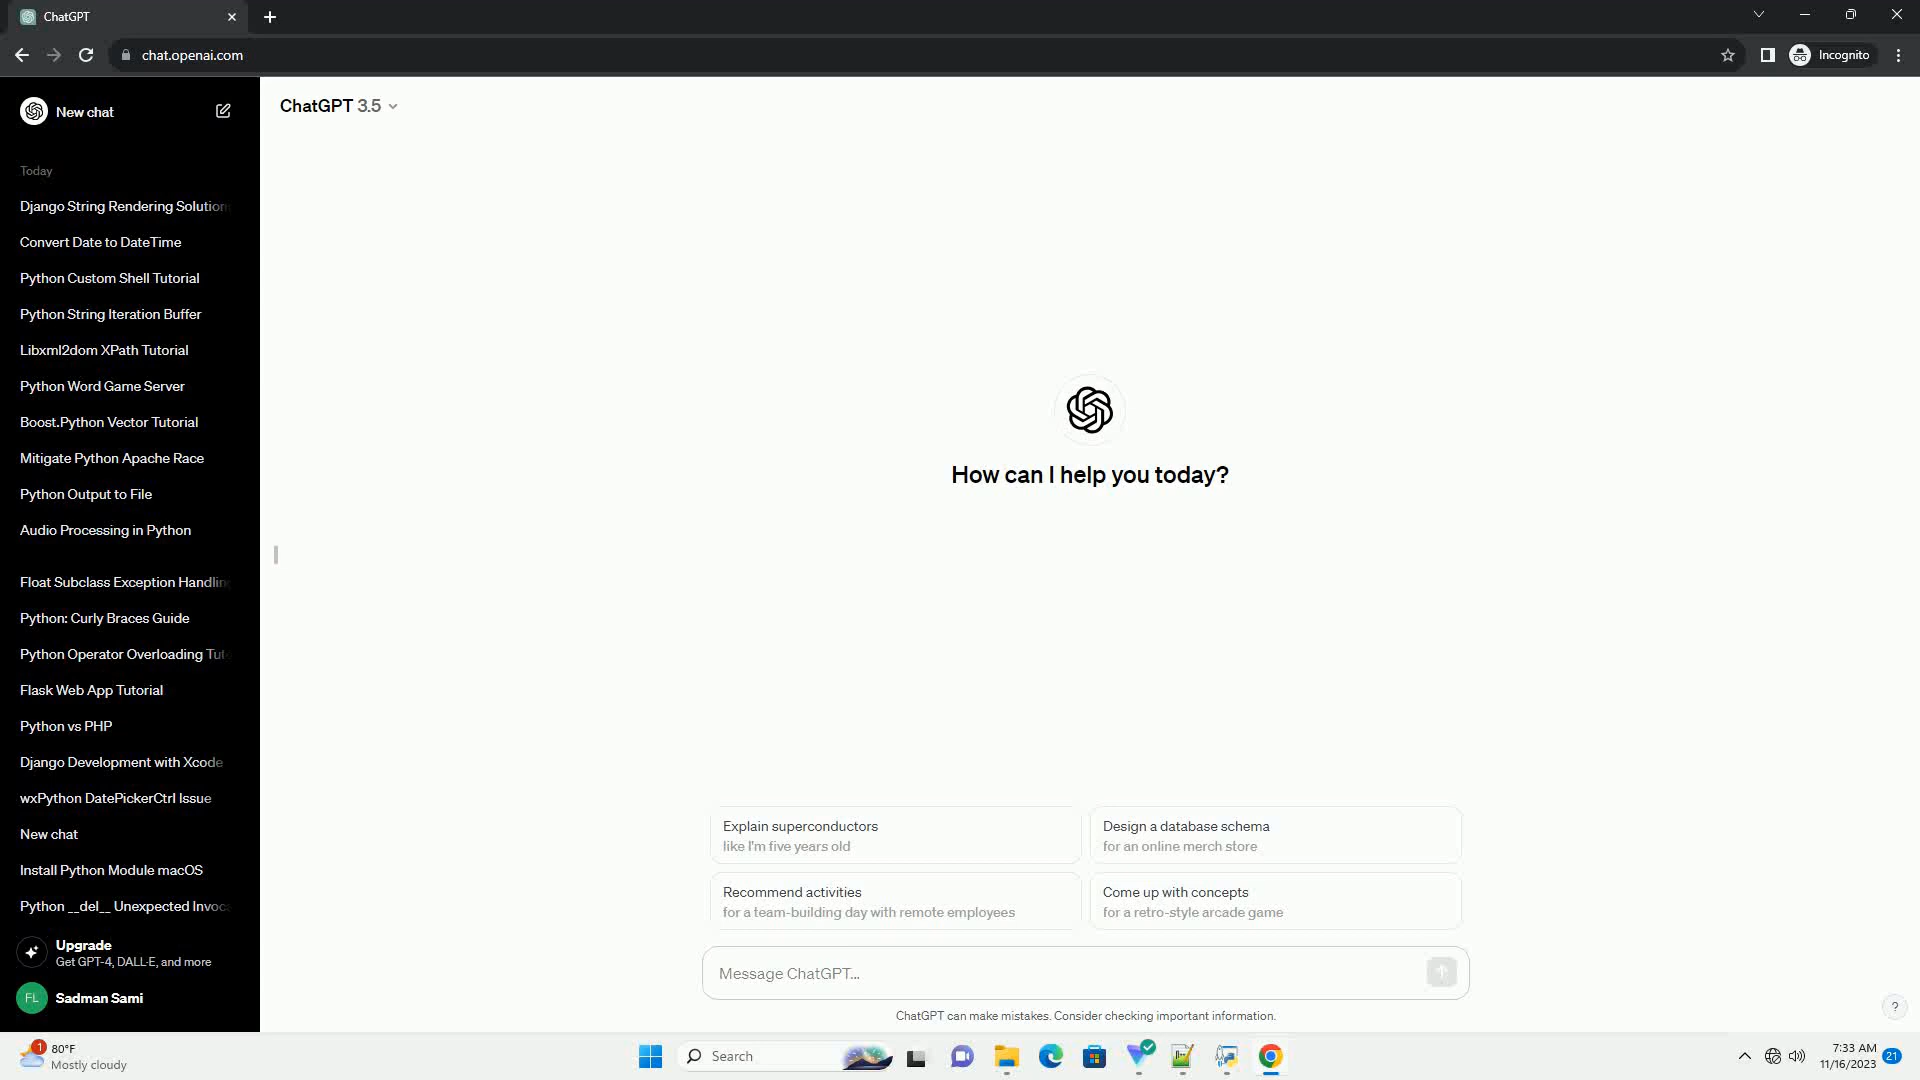 ChatGPT
chat.openai.com
Incognito
New chat
ChatGPT 3.5
Today
Django String Rendering Solution
Convert Date to DateTime
Python Custom Shell Tutorial
Python String Iteration Buffer
Libxml2dom XPath Tutorial
Python Word Game Server
Boost.Python Vector Tutorial
Mitigate Python Apache Race
Python Output to File
Audio Processing in Python
Float Subclass Exception Handlin
Python: Curly Braces Guide
Python Operator Overloading Tut
Flask Web App Tutorial
Python vs PHP
Django Development with Xcode
wxPython DatePickerCtrl Issue
New chat
Install Python Module macOS
Python __del__ Unexpected Invoc
Upgrade
Get GPT-4, DALL·E, and more
FL
Sadman Sami
How can I help you today?
Explain superconductors
like I'm five years old
Design a database schema
for an online merch store
Recommend activities
for a team-building day with remote employees
Come up with concepts
for a retro-style arcade game
Message ChatGPT...
ChatGPT can make mistakes. Consider checking important information.
?
1
80°F
Mostly cloudy
Search
7:33 AM
11/16/2023
21